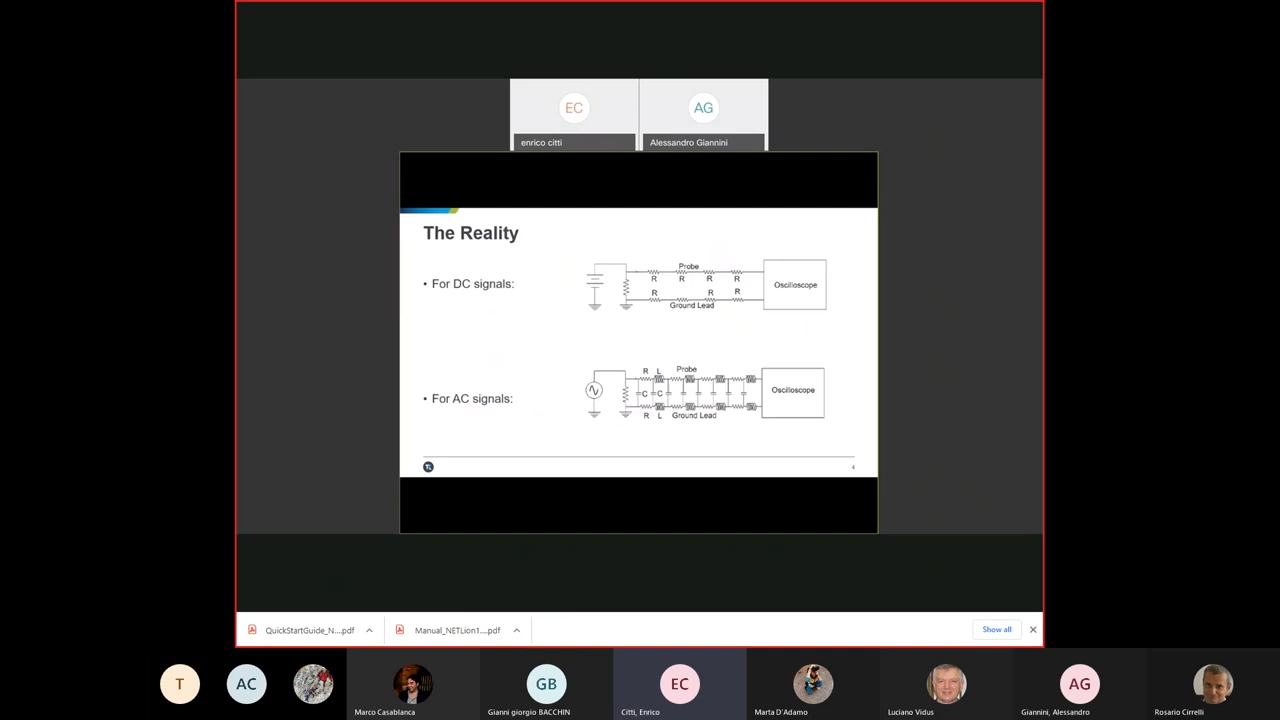 EC
AG
enrico citti
Alessandro Giannini
The Reality
• For DC signals:
Probe
R
R
R
R
R
R
R
Ground Lead
Oscilloscope
• For AC signals:
R
L
Probe
C
C
R
L
Ground Lead
Oscilloscope
4
QuickStartGuide_N....pdf
Manual_NETLion1....pdf
Show all
T
AC
GB
EC
AG
Marco Casablanca
Gianni giorgio BACCHIN
Citti, Enrico
Marta D'Adamo
Luciano Vidus
Giannini, Alessandro
Rosario Cirrelli